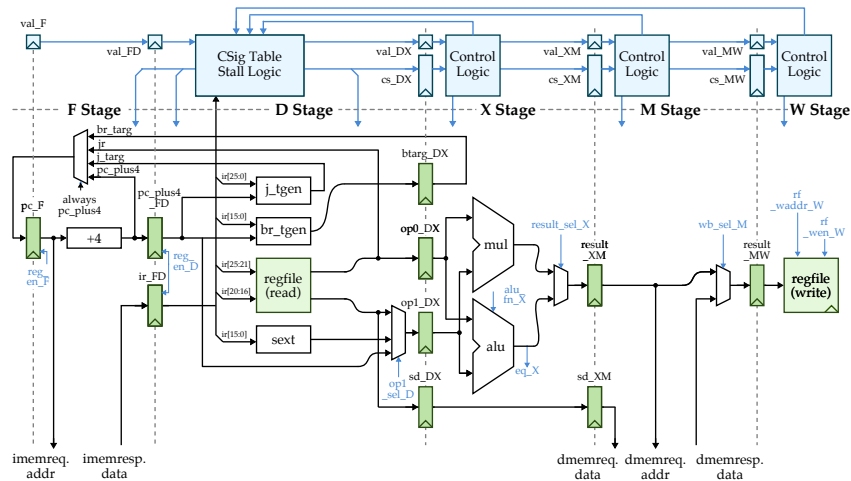 val_F
val_FD
CSig Table
Stall Logic
val_DX
cs_DX
Control
Logic
val_XM
cs_XM
Control
Logic
val_MW
cs_MW
Control
Logic
F Stage
D Stage
X Stage
M Stage
W Stage
br_targ
jr
j_targ
pc_plus4
always
pc_plus4
pc_F
+4
reg_
en_F
pc_plus4
_FD
reg_
en_D
ir_FD
ir[25:0]
j_tgen
ir[15:0]
br_tgen
ir[25:21]
ir[20:16]
regfile
(read)
ir[15:0]
sext
btarg_DX
op0_DX
op1_DX
op1
_sel_D
sd_DX
mul
alu
alu_
fn_X
eq_X
result_sel_X
result
_XM
sd_XM
wb_sel_M
result
_MW
rf
_waddr_W
rf
_wen_W
regfile
(write)
imemreq.
addr
imemresp.
data
dmemreq.
data
dmemreq.
addr
dmemresp.
data